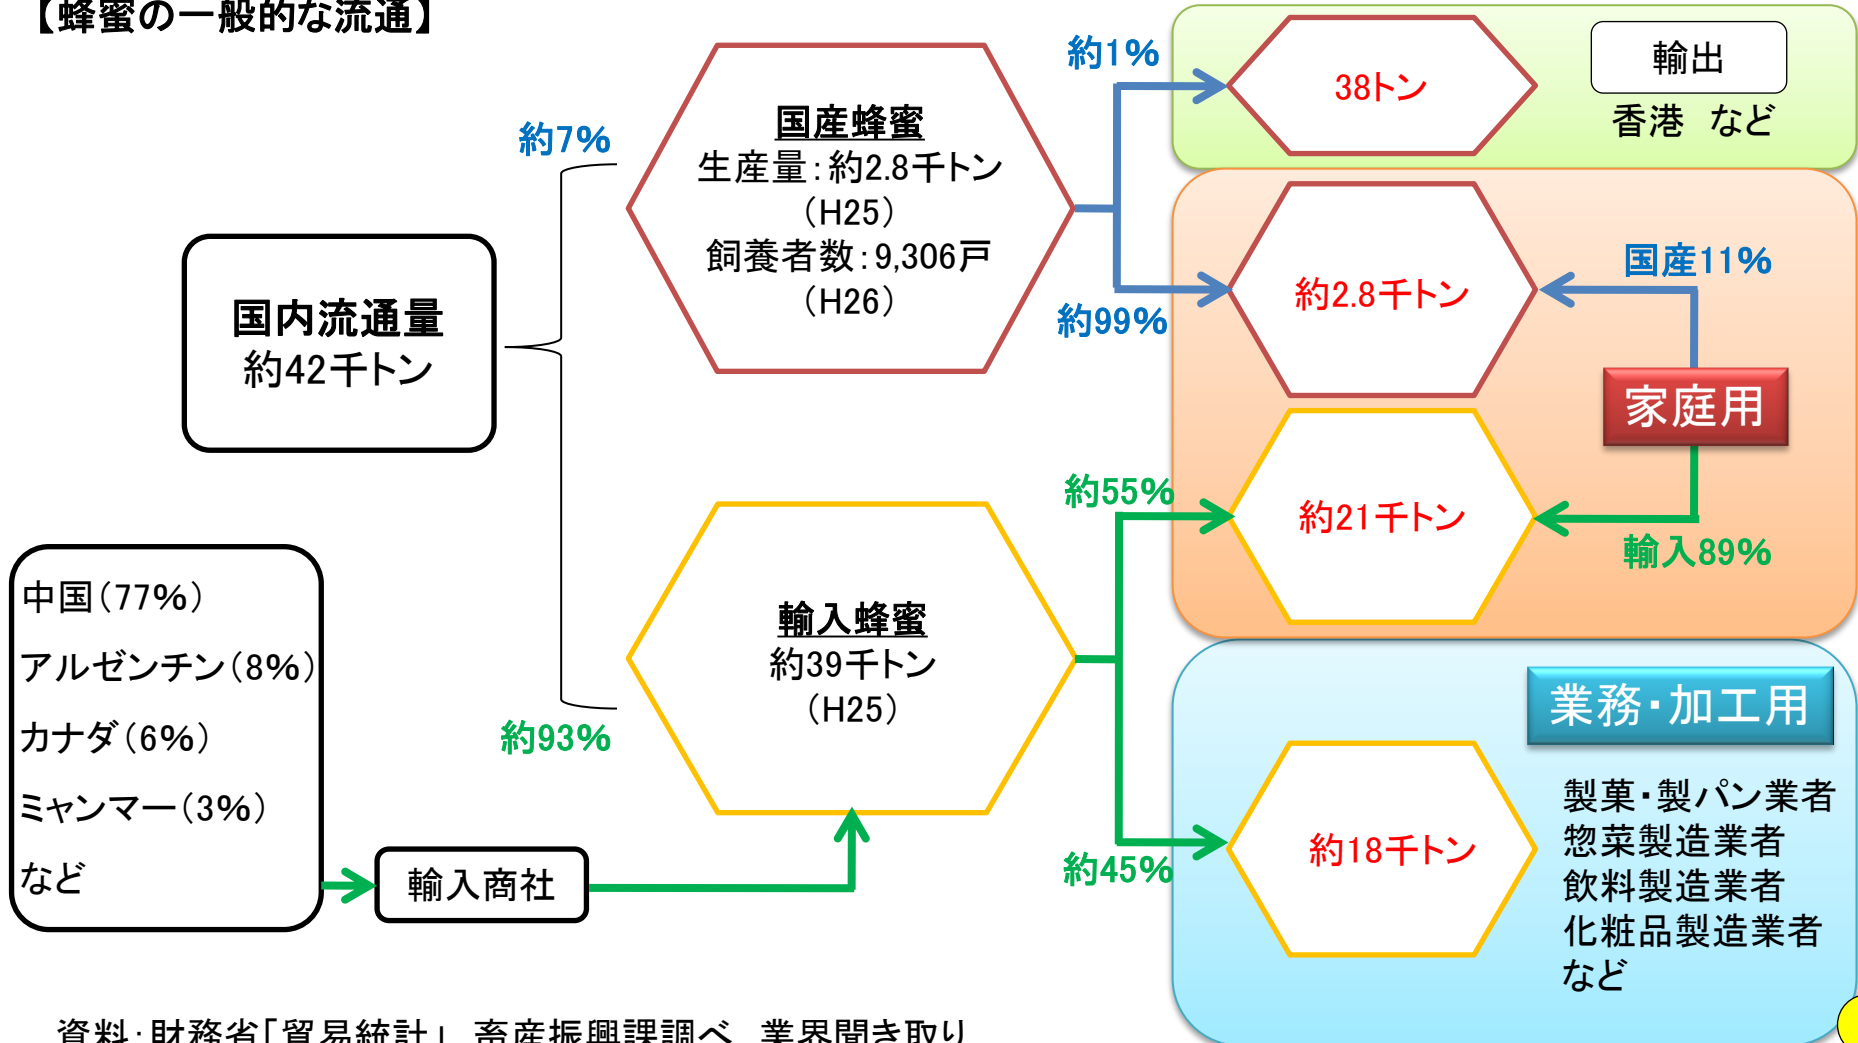 【蜂蜜の一般的な流通】
国内流通量
約42千トン
約7%
約93%
国産蜂蜜
生産量:約2.8千トン
（H25）
飼養者数:9,306戸
（H26）
輸入蜂蜜
約39千トン
（H25）
中国（77%）
アルゼンチン（8%）
カナダ（6%）
ミャンマー（3%）
など
輸入商社
約1%
約99%
約55%
約45%
38トン
輸出
香港　など
約2.8千トン
国産11%
家庭用
約21千トン
輸入89%
業務・加工用
約18千トン
製菓・製パン業者
惣菜製造業者
飲料製造業者
化粧品製造業者
など
資料:財務省「貿易統計」、畜産振興課調べ、業界聞き取り